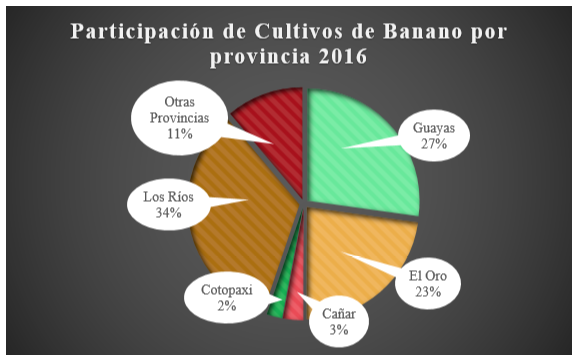 Participación de Cultivos de Banano por
provincia 2016
Otras
Provincias
11%
Guayas
27%
Los Ríos
34%
El Oro
23%
Cotopaxi
2%
Cañar
3%